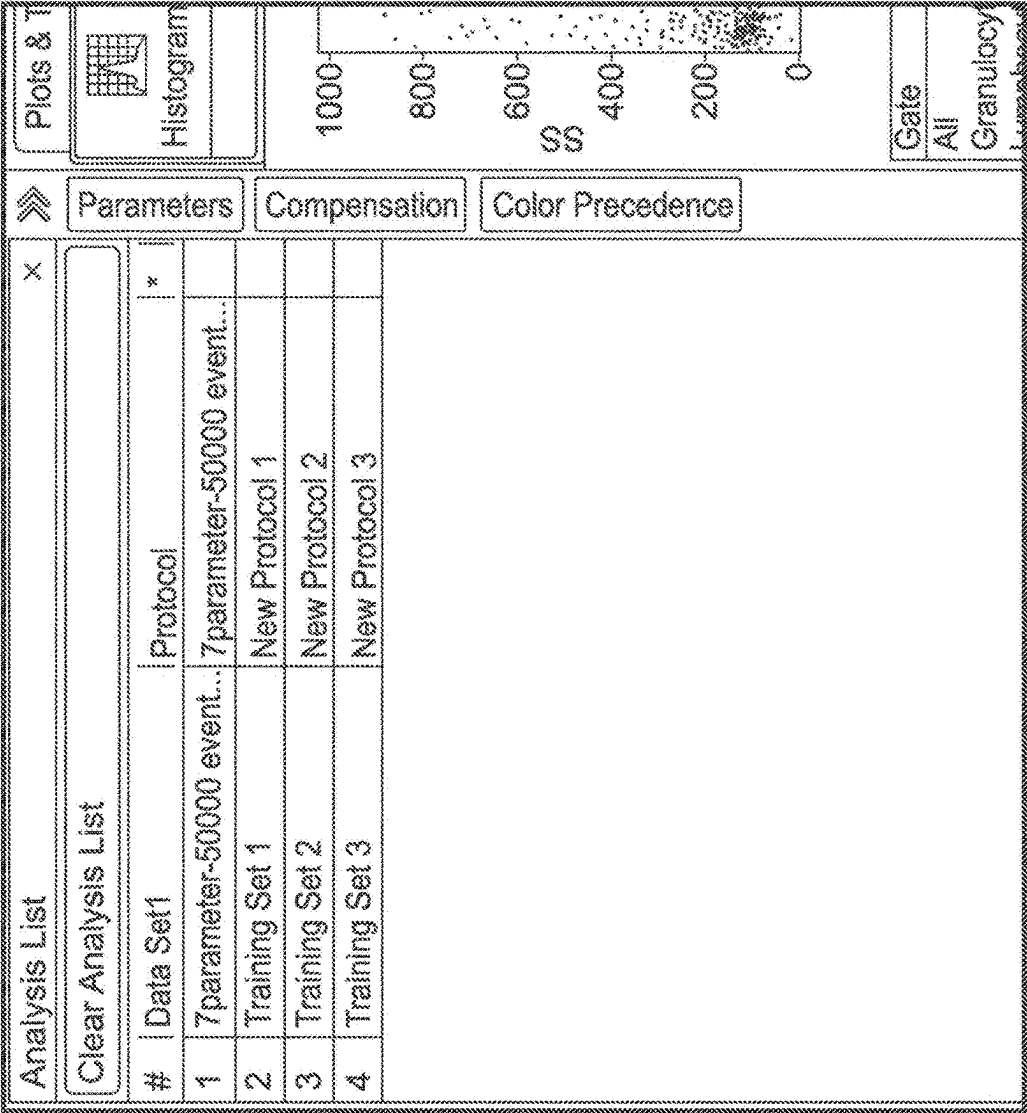 Analysis List ×
Clear Analysis List
# Data Set1 Protocol *
1 7parameter-50000 event... 7parameter-50000 event...
2 Training Set 1 New Protocol 1
3 Training Set 2 New Protocol 2
4 Training Set 3 New Protocol 3
Parameters
Compensation
Color Precedence
Plots & T
Histogram
1000
800
600
400
200
0
SS
Gate
All
Granulocyt